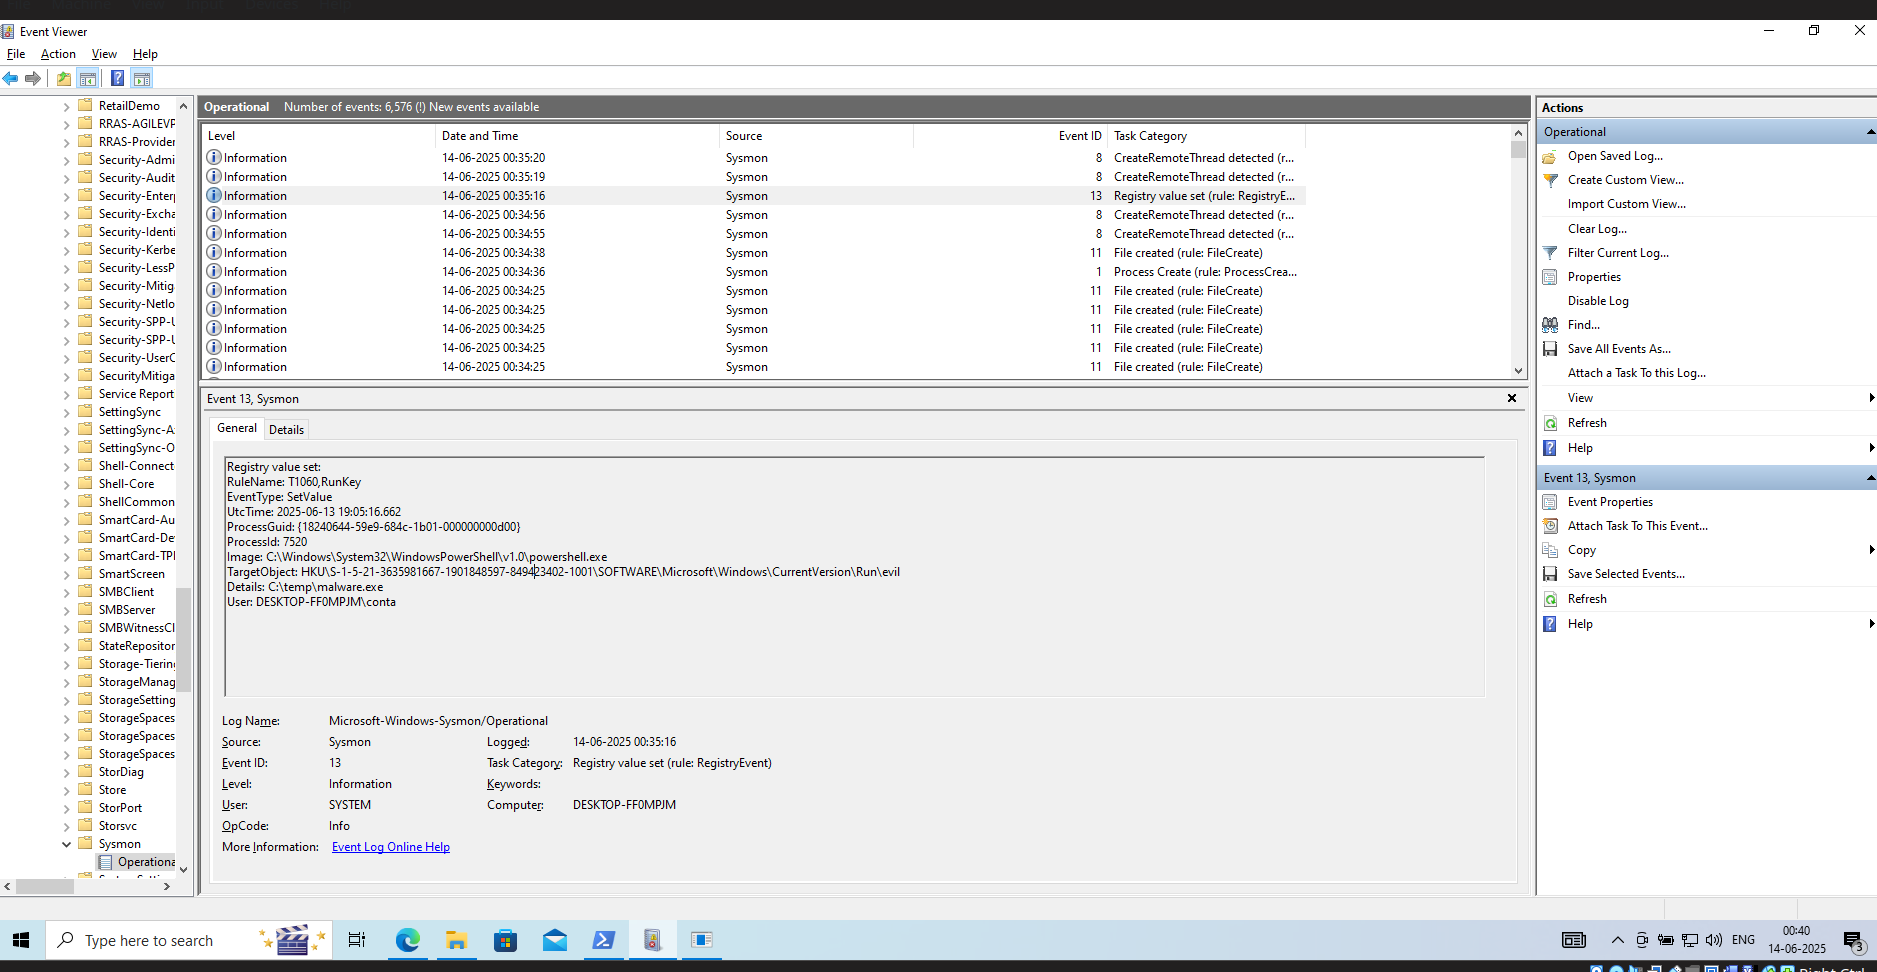 Event Viewer
File Action View Help
RetailDemo
RRAS-AGILEVP
RRAS-Provider
Security-Admi
Security-Audit
Security-Enter
Security-Excha
Security-Identi
Security-Kerbe
Security-LessP
Security-Mitig
Security-Netlo
Security-SPP-U
Security-SPP-U
Security-UserC
SecurityMitiga
Service Report
SettingSync
SettingSync-A
SettingSync-O
Shell-Connect
Shell-Core
ShellCommon
SmartCard-Au
SmartCard-De
SmartCard-TPI
SmartScreen
SMBClient
SMBServer
SMBWitnessCl
StateRepositor
Storage-Tiering
StorageManag
StorageSetting
StorageSpaces
StorageSpaces
StorageSpaces
StorDiag
Store
StorPort
Storsvc
Sysmon
Operationa
Operational Number of events: 6,576 (!) New events available
Level Date and Time Source Event ID Task Category
Information 14-06-2025 00:35:20 Sysmon 8 CreateRemoteThread detected (r...
Information 14-06-2025 00:35:19 Sysmon 8 CreateRemoteThread detected (r...
Information 14-06-2025 00:35:16 Sysmon 13 Registry value set (rule: RegistryE...
Information 14-06-2025 00:34:56 Sysmon 8 CreateRemoteThread detected (r...
Information 14-06-2025 00:34:55 Sysmon 8 CreateRemoteThread detected (r...
Information 14-06-2025 00:34:38 Sysmon 11 File created (rule: FileCreate)
Information 14-06-2025 00:34:36 Sysmon 1 Process Create (rule: ProcessCrea...
Information 14-06-2025 00:34:25 Sysmon 11 File created (rule: FileCreate)
Information 14-06-2025 00:34:25 Sysmon 11 File created (rule: FileCreate)
Information 14-06-2025 00:34:25 Sysmon 11 File created (rule: FileCreate)
Information 14-06-2025 00:34:25 Sysmon 11 File created (rule: FileCreate)
Information 14-06-2025 00:34:25 Sysmon 11 File created (rule: FileCreate)
Event 13, Sysmon
General Details
Registry value set:
RuleName: T1060,RunKey
EventType: SetValue
UtcTime: 2025-06-13 19:05:16.662
ProcessGuid: {18240644-59e9-684c-1b01-000000000d00}
ProcessId: 7520
Image: C:\Windows\System32\WindowsPowerShell\v1.0\powershell.exe
TargetObject: HKU\S-1-5-21-3635981667-1901848597-849423402-1001\SOFTWARE\Microsoft\Windows\CurrentVersion\Run\evil
Details: C:\temp\malware.exe
User: DESKTOP-FF0MPJM\conta
Log Name: Microsoft-Windows-Sysmon/Operational
Source: Sysmon Logged: 14-06-2025 00:35:16
Event ID: 13 Task Category: Registry value set (rule: RegistryEvent)
Level: Information Keywords:
User: SYSTEM Computer: DESKTOP-FF0MPJM
OpCode: Info
More Information: Event Log Online Help
Actions
Operational
Open Saved Log...
Create Custom View...
Import Custom View...
Clear Log...
Filter Current Log...
Properties
Disable Log
Find...
Save All Events As...
Attach a Task To this Log...
View
Refresh
Help
Event 13, Sysmon
Event Properties
Attach Task To This Event...
Copy
Save Selected Events...
Refresh
Help
Type here to search
ENG
00:40
14-06-2025
3
Right Ctrl